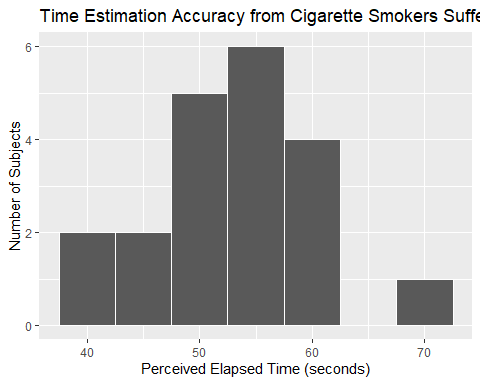 Time Estimation Accuracy from Cigarette Smokers Suffe
Number of Subjects
6
4
2
0
40 50 60 70
Perceived Elapsed Time (seconds)